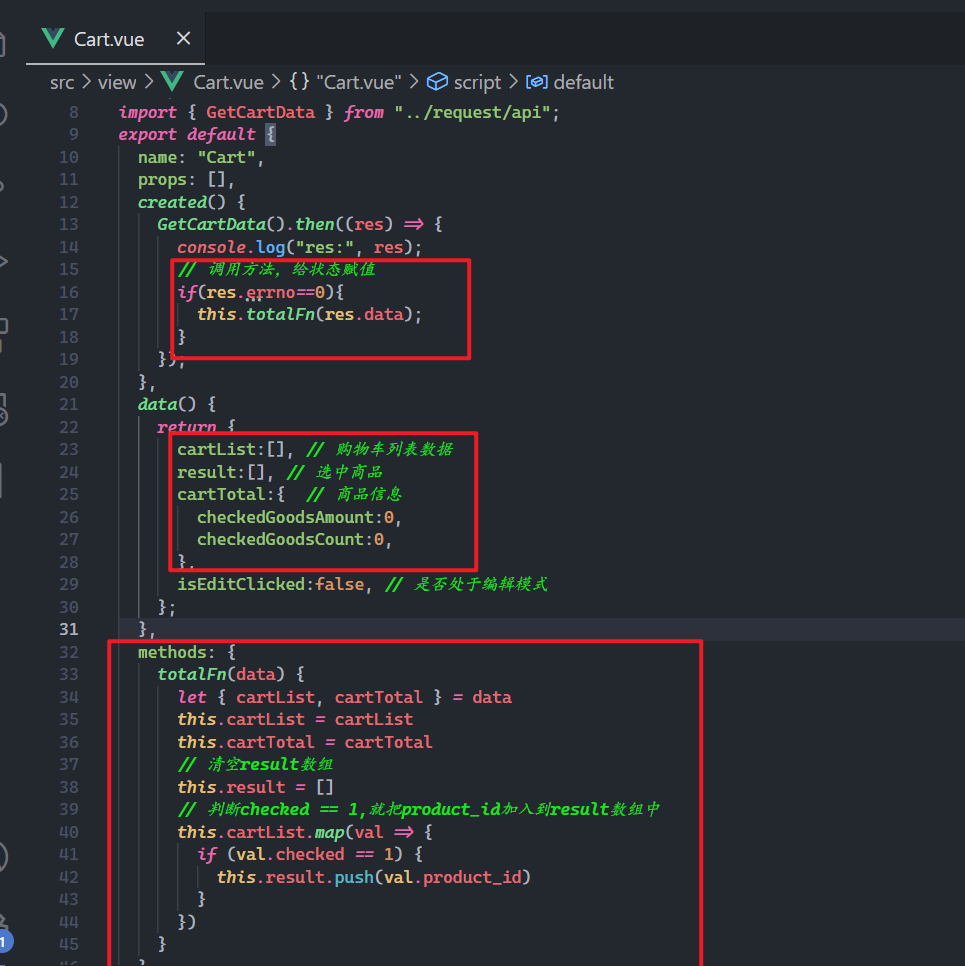 Cart.vue
src > view > Cart.vue > {} "Cart.vue" > script > default
8 import { GetCartData } from "../request/api";
9 export default {
10 name: "Cart",
11 props: [],
12 created() {
13 GetCartData().then((res) => {
14 console.log("res:", res);
15 // 调用方法，给状态赋值
16 if(res.errno==0){
17 this.totalFn(res.data);
18 }
19 });
20 },
21 data() {
22 return {
23 cartList:[], // 购物车列表数据
24 result:[], // 选中商品
25 cartTotal:{ // 商品信息
26 checkedGoodsAmount:0,
27 checkedGoodsCount:0,
28 },
29 isEditClicked:false, // 是否处于编辑模式
30 };
31 },
32 methods: {
33 totalFn(data) {
34 let { cartList, cartTotal } = data
35 this.cartList = cartList
36 this.cartTotal = cartTotal
37 // 清空result数组
38 this.result = []
39 // 判断checked == 1,就把product_id加入到result数组中
40 this.cartList.map(val => {
41 if (val.checked == 1) {
42 this.result.push(val.product_id)
43 }
44 })
45 }
1